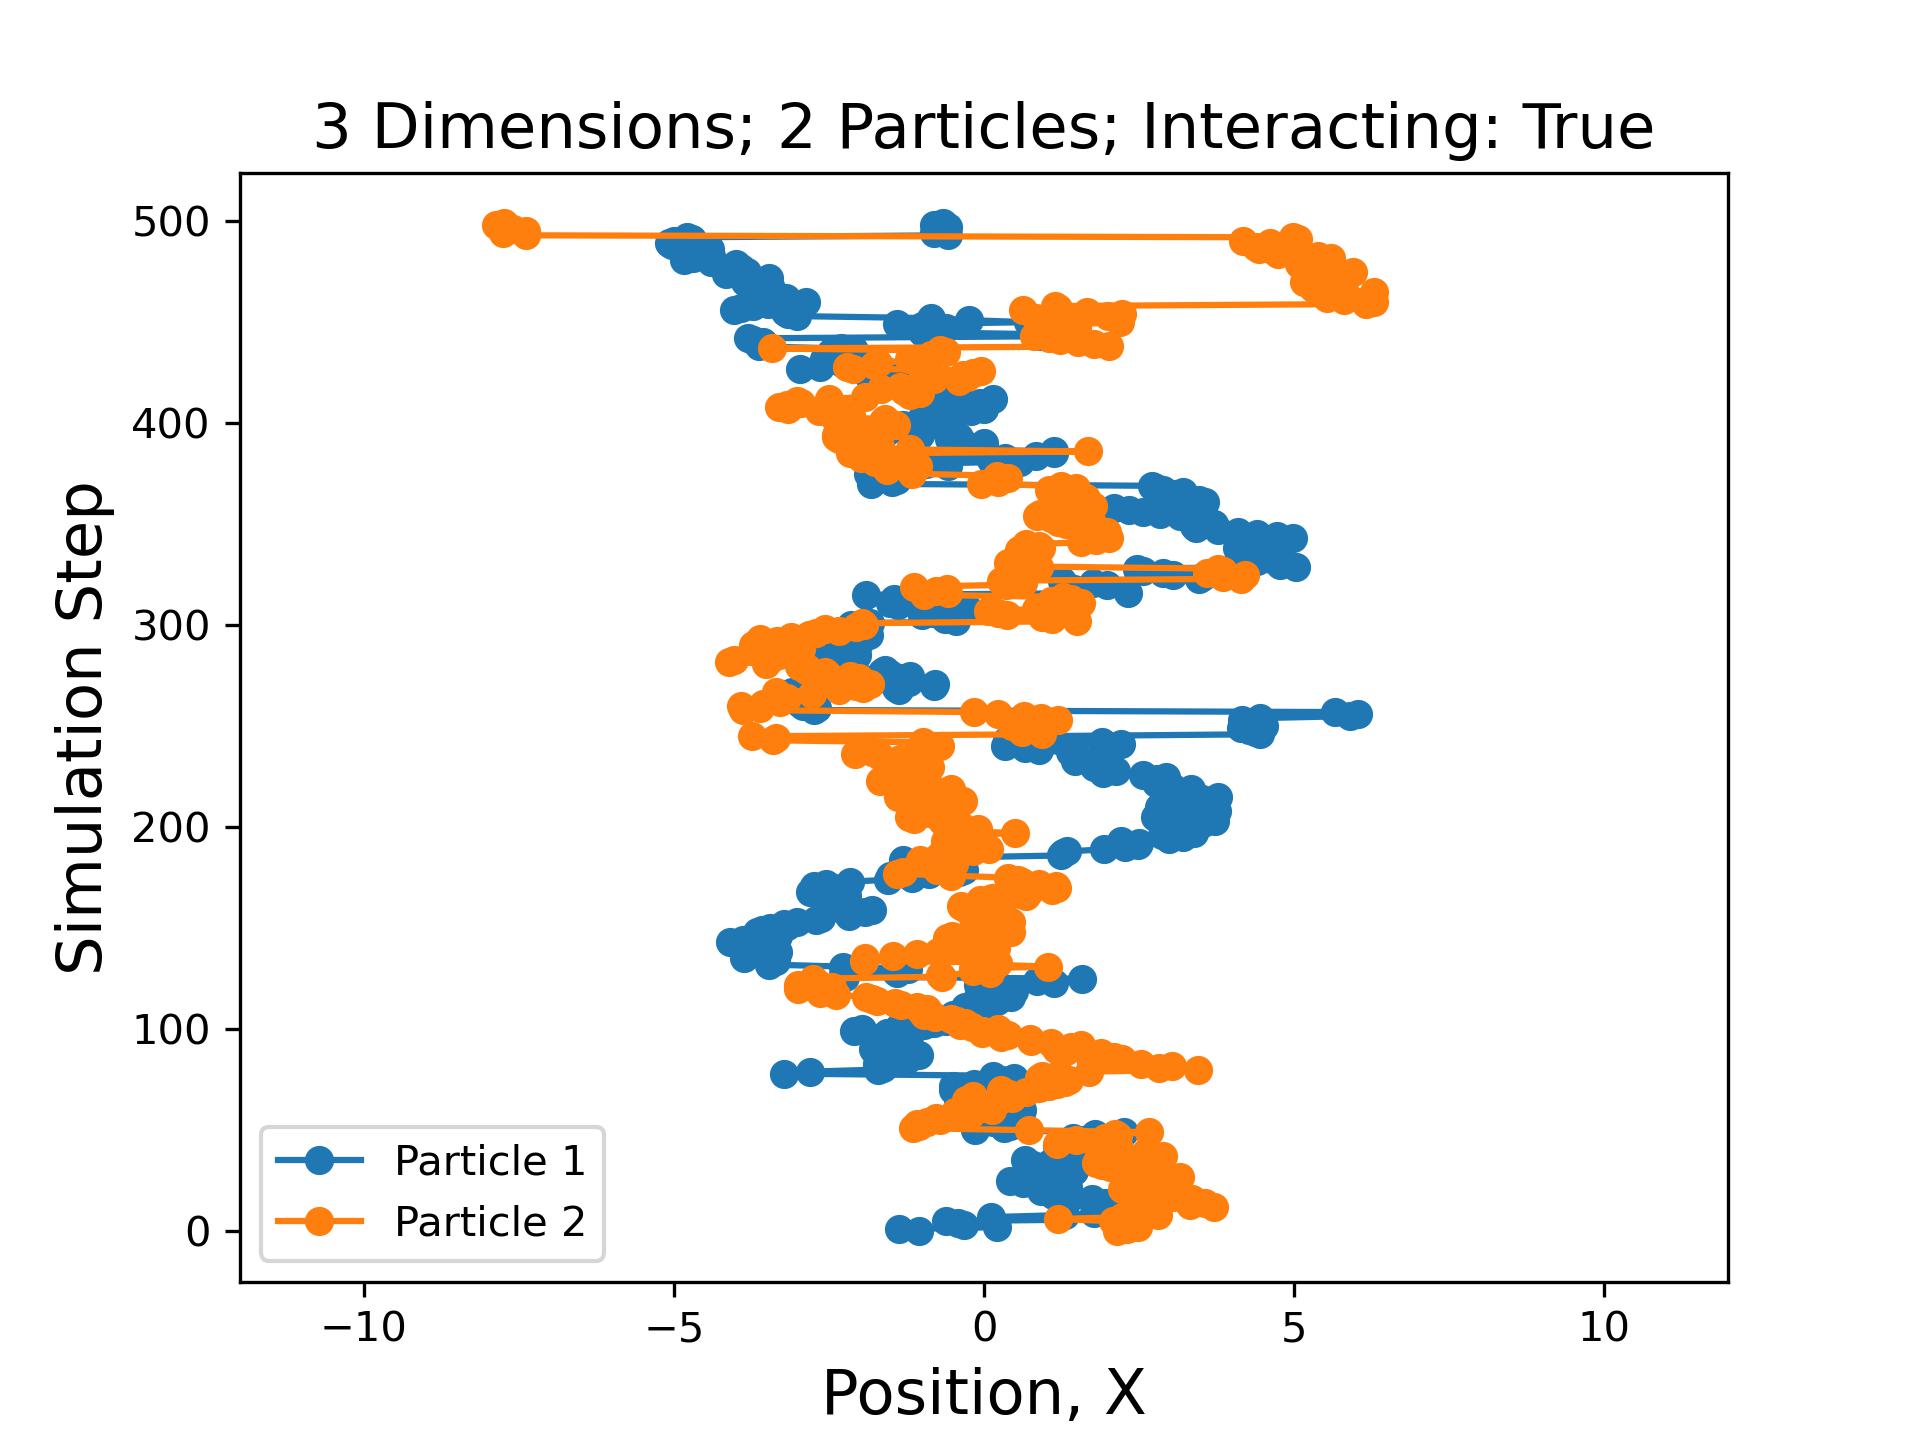 3 Dimensions; 2 Particles; Interacting: True
Simulation Step
500
400
300
200
100
0
Particle 1
Particle 2
−10
−5
0
5
10
Position, X